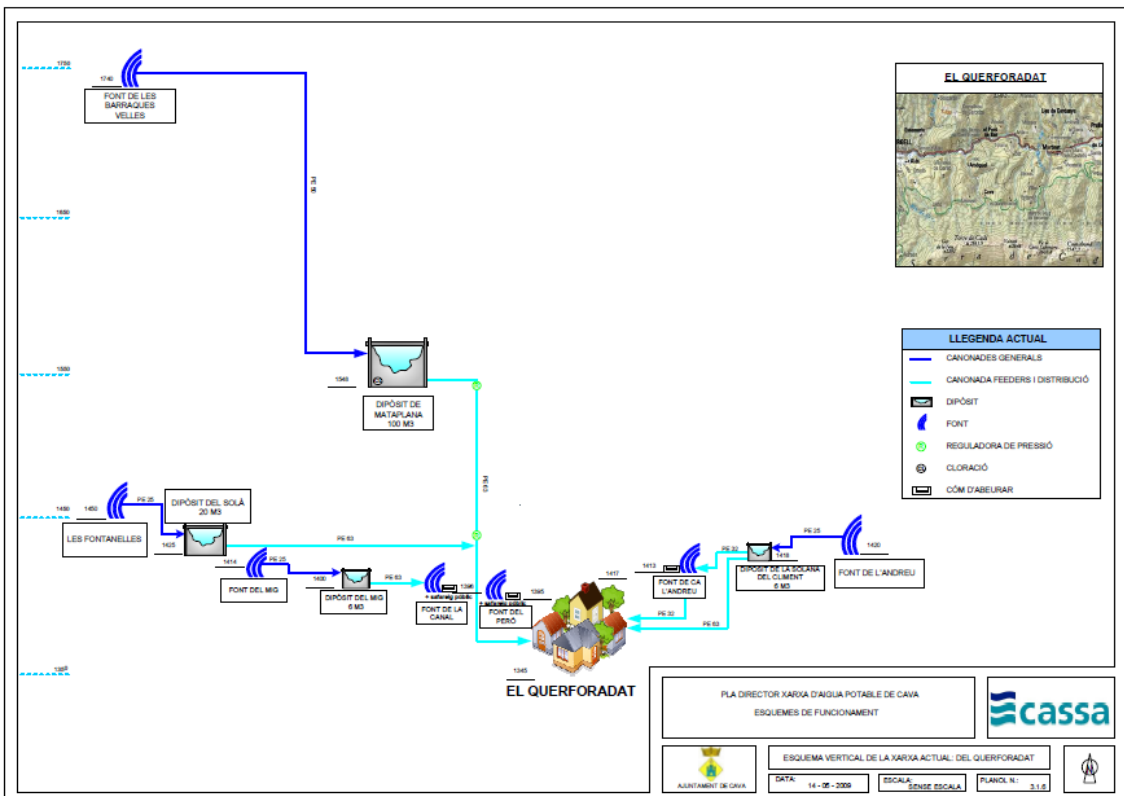 1750
1740
FONT DE LES
BARRAQUES
VELLES
PE 50
EL QUERFORADAT
1650
1550
1548
DIPÒSIT DE
MATAPLANA
100 M3
LLEGENDA ACTUAL
CANONADES GENERALS
CANONADA FEEDERS I DISTRIBUCIÓ
DIPÒSIT
FONT
REGULADORA DE PRESSIÓ
CLORACIÓ
CÓM D'ABEURAR
PE 63
1450
1450
PE 25
LES FONTANELLES
DIPÒSIT DEL SOLÀ
20 M3
1425
PE 63
1414
PE 25
FONT DEL MIG
1400
DIPÒSIT DEL MIG
6 M3
PE 63
1396
+ safareig públic
FONT DE LA
CANAL
1395
+ safareig públic
FONT DEL
PERÓ
1417
1413
FONT DE CA
L'ANDREU
PE 32
1418
DIPÒSIT DE LA SOLANA
DEL CLIMENT
6 M3
PE 25
1420
FONT DE L'ANDREU
PE 32
PE 63
1345
EL QUERFORADAT
PLA DIRECTOR XARXA D'AIGUA POTABLE DE CAVA
ESQUEMES DE FUNCIONAMENT
cassa
AJUNTAMENT DE CAVA
ESQUEMA VERTICAL DE LA XARXA ACTUAL: DEL QUERFORADAT
DATA:
14 - 05 - 2009
ESCALA:
SENSE ESCALA
PLANOL N.:
3.1.6